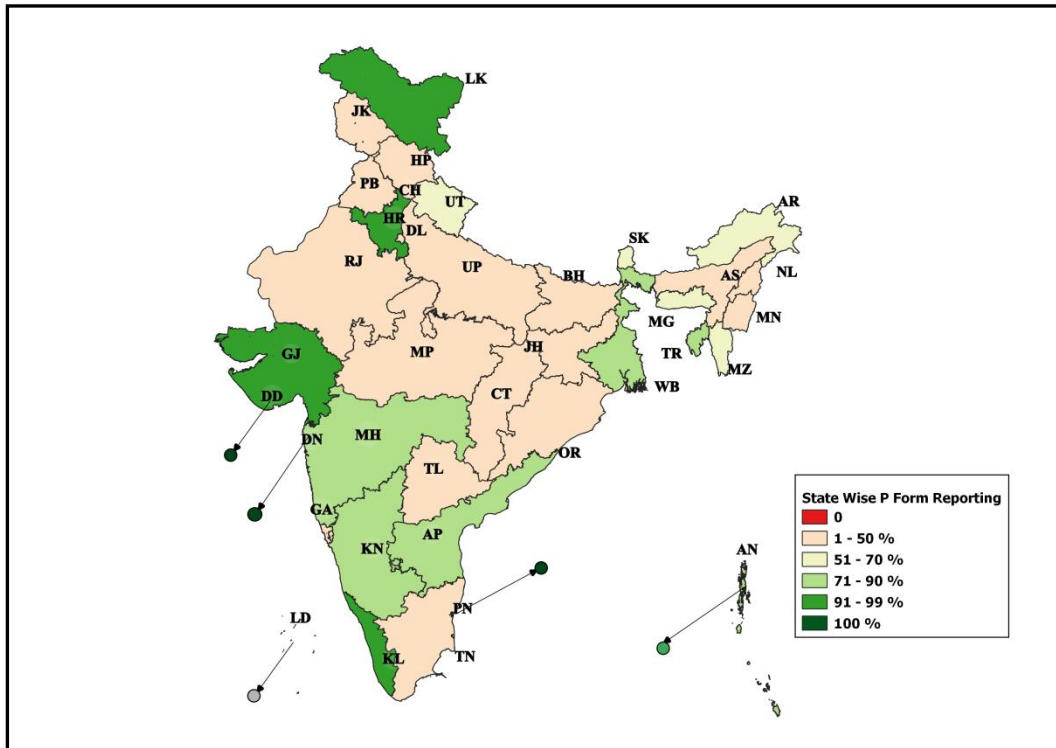 LK
JK
HP
PB
CH
UT
HR
DL
AR
SK
RJ
UP
BH
AS
NL
MG
MN
GJ
MP
JH
TR
MZ
DD
CT
WB
DN
MH
OR
TL
GA
AP
KN
AN
PN
LD
KL
TN
State Wise P Form Reporting
0
1 - 50 %
51 - 70 %
71 - 90 %
91 - 99 %
100 %